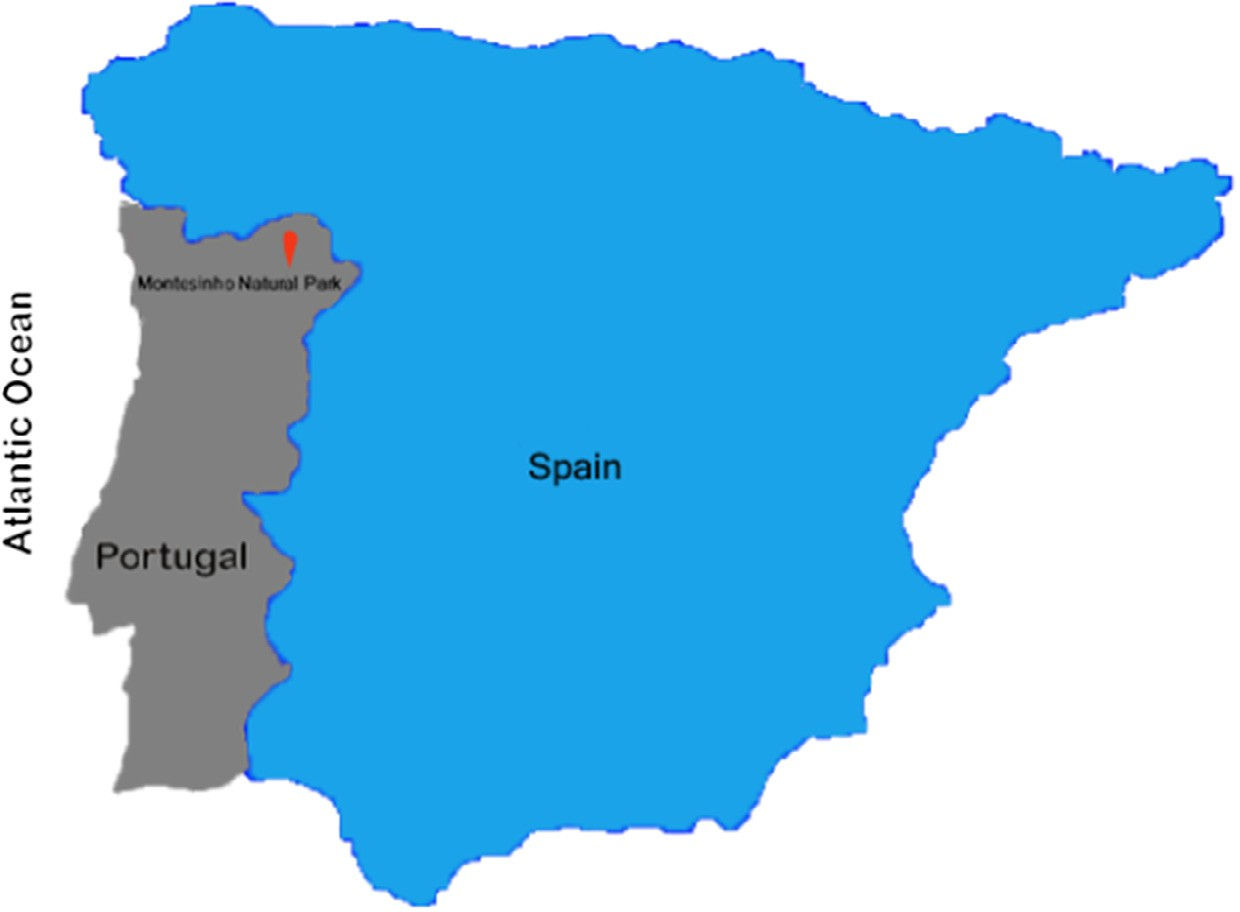 Montesinho Natural Park
Atlantic Ocean
Spain
Portugal